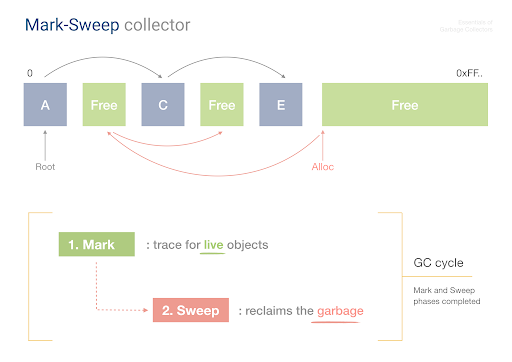 Mark-Sweep collector
Essentials of
Garbage Collectors
0
0xFF..
A
Free
C
Free
E
Free
Root
Alloc
1. Mark
: trace for live objects
GC cycle
Mark and Sweep
phases completed
2. Sweep
: reclaims the garbage